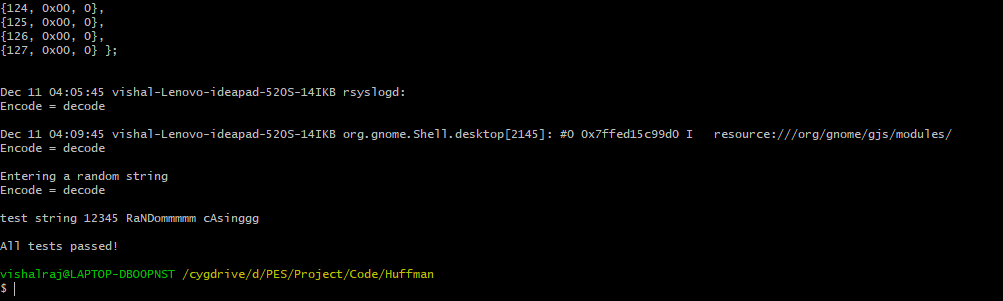 {124, 0x00, 0},
{125, 0x00, 0},
{126, 0x00, 0},
{127, 0x00, 0} };
Dec 11 04:05:45 vishal-Lenovo-ideapad-520S-14IKB rsyslogd:
Encode = decode
Dec 11 04:09:45 vishal-Lenovo-ideapad-520S-14IKB org.gnome.Shell.desktop[2145]: #0 0x7ffed15c99d0 I   resource:///org/gnome/gjs/modules/
Encode = decode
Entering a random string
Encode = decode
test string 12345 RaNDommmmm cAsinggg
All tests passed!
vishalraj@LAPTOP-DBOOPNST /cygdrive/d/PES/Project/Code/Huffman
$